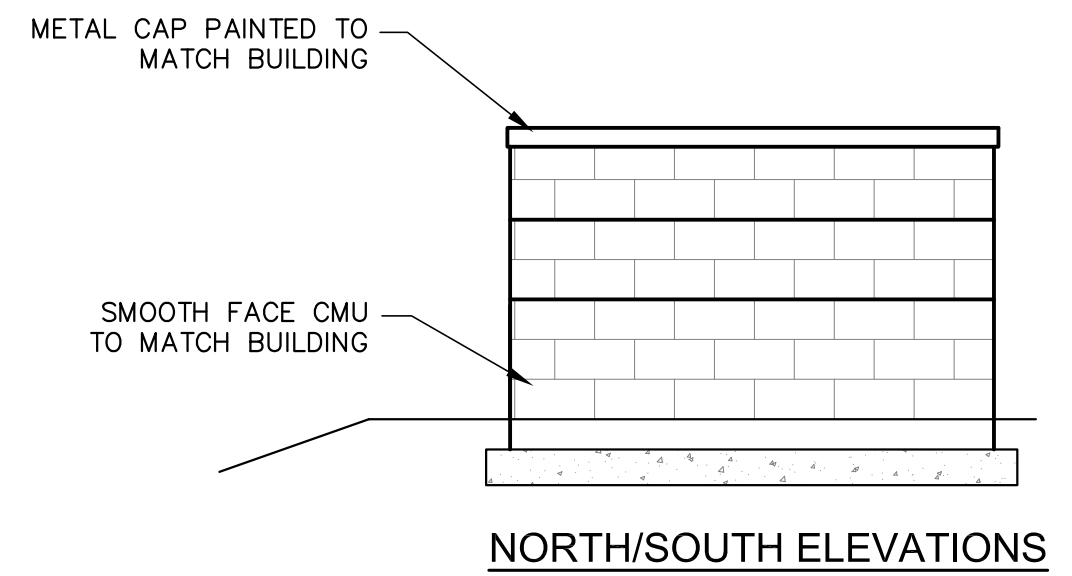 METAL CAP PAINTED TO
MATCH BUILDING
SMOOTH FACE CMU
TO MATCH BUILDING
NORTH/SOUTH ELEVATIONS